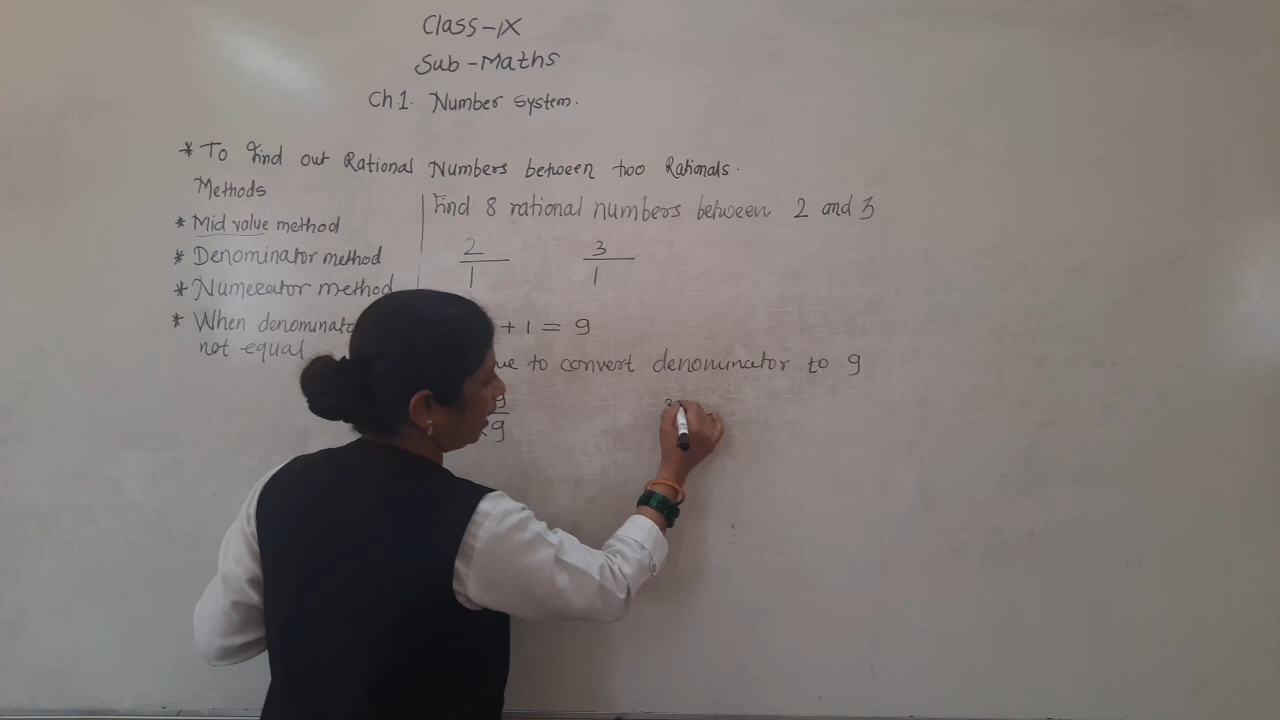 Class-IX
Sub-Maths
Ch.1. Number system.
* To find out Rational Numbers between two Rationals.
Methods
* Mid value method
* Denominator method
* Numerator method
* When denominator
not equal
Find 8 rational numbers between 2 and 3
2 3
1 1
+ 1 = 9
to convert denominator to 9
9
×9